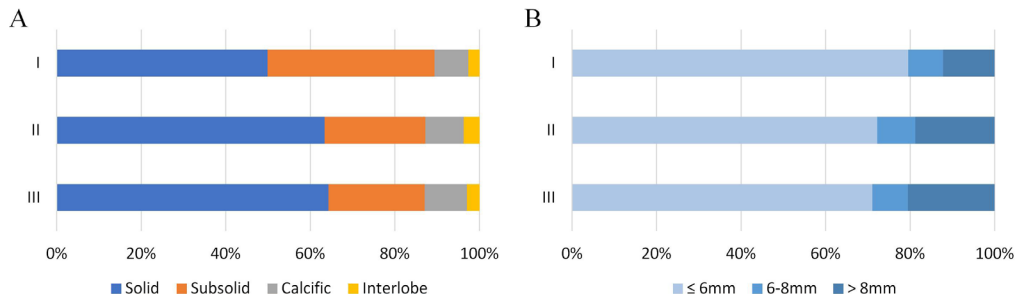 A
B
I
II
III
0% 20% 40% 60% 80% 100%
Solid Subsolid Calcific Interlobe
I
II
III
0% 20% 40% 60% 80% 100%
≤ 6mm 6-8mm > 8mm